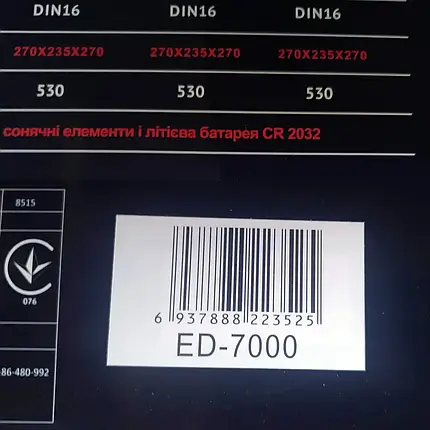 DIN16 DIN16 DIN16
270X235X270 270X235X270 270X235X270
530 530 530
сонячні елементи і літієва батарея CR 2032
8515
076
-86-480-992
6 937888 223525
ED-7000